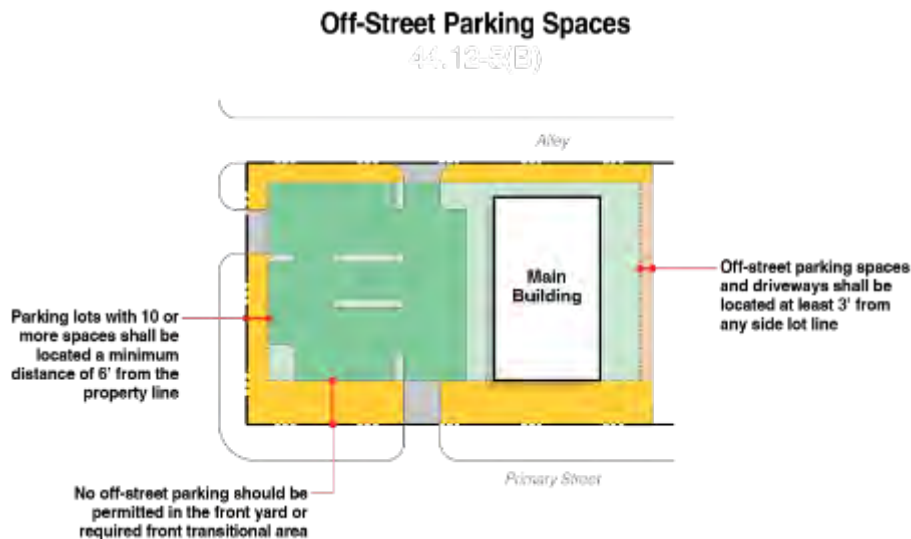 Off-Street Parking Spaces
44.12-5(B)
Alley
Main
Building
Off-street parking spaces
and driveways shall be
located at least 3' from
any side lot line
Parking lots with 10 or
more spaces shall be
located a minimum
distance of 6' from the
property line
Primary Street
No off-street parking should be
permitted in the front yard or
required front transitional area